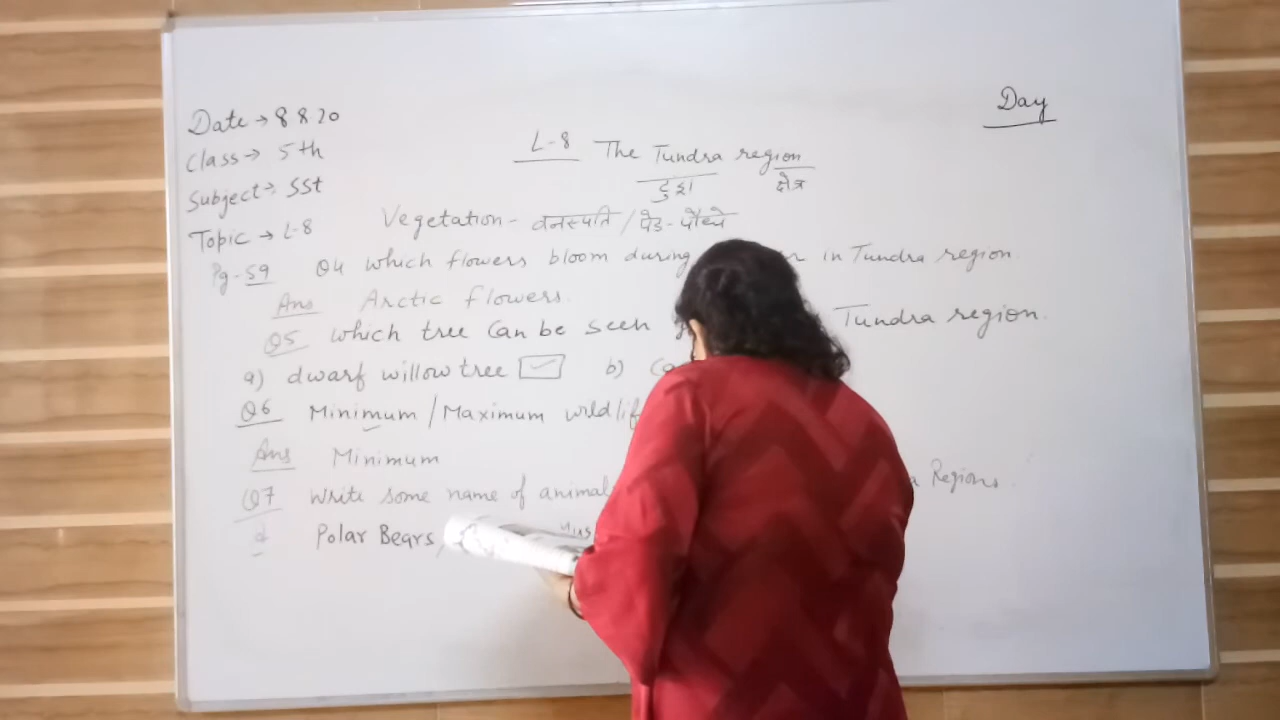 Day
Date → 8 8 20
Class → 5th
Subject → SSt
Topic → L-8
L-8 The Tundra region
टुंड्रा क्षेत्र
Vegetation - वनस्पति / पेड-पौधे
Pg-59 Q4 which flowers bloom during in Tundra region
Ans Arctic flowers.
Q5 which tree Can be seen Tundra region.
a) dwarf willow tree ✓ b)
Q6 Minimum / Maximum
Ans Minimum
Q7 write some name of Regions.
Polar Bears,